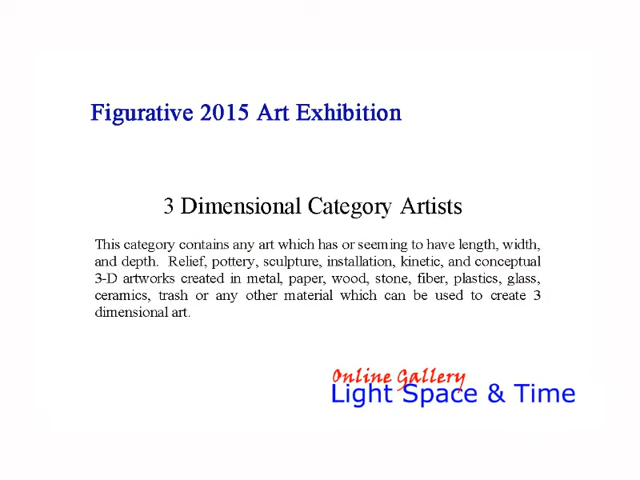 Figurative 2015 Art Exhibition
3 Dimensional Category Artists
This category contains any art which has or seeming to have length, width,
and depth. Relief, pottery, sculpture, installation, kinetic, and conceptual
3-D artworks created in metal, paper, wood, stone, fiber, plastics, glass,
ceramics, trash or any other material which can be used to create 3
dimensional art.
Online Gallery
Light Space & Time